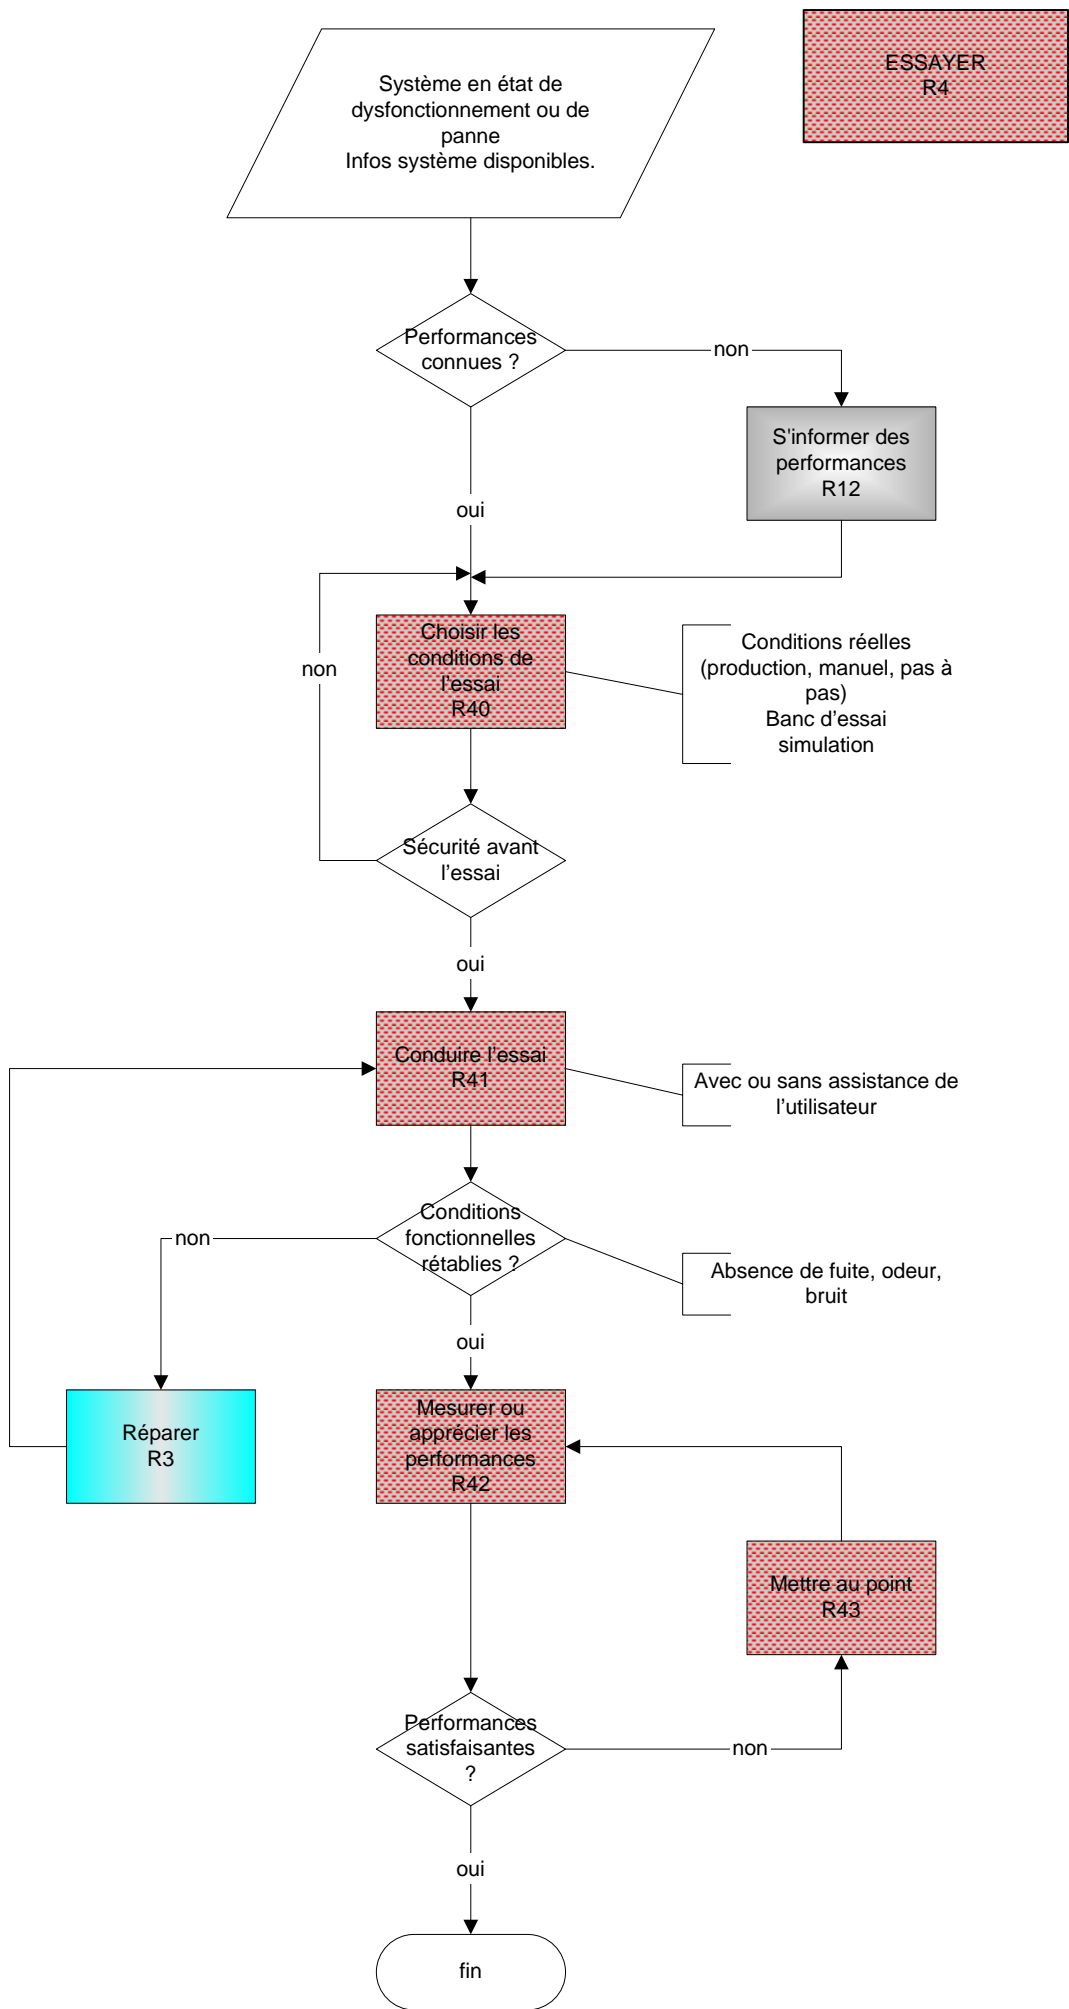 ESSAYER
R4
Système en état de
dysfonctionnement ou de
panne
Infos système disponibles.
Performances
connues ?
non
S'informer des
performances
R12
oui
Choisir les
conditions de
l'essai
R40
non
Conditions réelles
(production, manuel, pas à
pas)
Banc d'essai
simulation
Sécurité avant
l'essai
oui
Conduire l'essai
R41
Avec ou sans assistance de
l'utilisateur
Conditions
fonctionnelles
rétablies ?
non
Absence de fuite, odeur,
bruit
oui
Réparer
R3
Mesurer ou
apprécier les
performances
R42
Mettre au point
R43
Performances
satisfaisantes
?
non
oui
fin